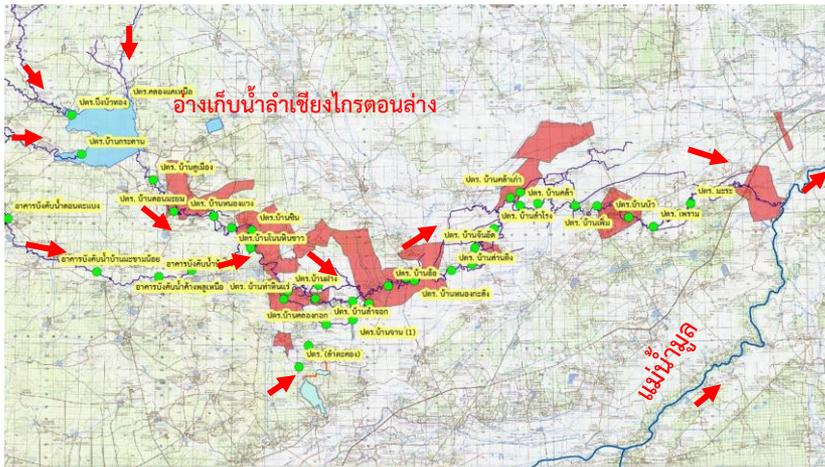 ปตร.บึงบัวทอง
ปตร.คลองแคเหนือ
อ่างเก็บน้ำลำเชียงไกรตอนล่าง
ปตร.บ้านกระตาน
ปตร. บ้านคูเมือง
ปตร. บ้านดอนมะยม
ปตร. บ้านหนองแวง
อาคารบังคับน้ำดอนตะแบง
ปตร.บ้านซิน
ปตร.บ้านโนนหินขาว
อาคารบังคับน้ำบ้านมะขามน้อย
อาคารบังคับน้ำ
อาคารบังคับน้ำค้างพลูเหนือ
ปตร. บ้านท่าหินแร่
ปตร.บ้านฝาง
ปตร.บ้านคลองกอก
ปตร. บ้านลำจอก
ปตร.บ้านจาน (1)
ปตร. (ลำตะคอง)
ปตร. บ้านอ้อ
ปตร. บ้านหนองกะดัง
ปตร. บ้านด่านติง
ปตร. บ้านจันอัด
ปตร. บ้านสำโรง
ปตร. บ้านคล้าเก่า
ปตร. บ้านคล้า
ปตร. บ้านเพิ่ม
ปตร. บ้านบัว
ปตร. เพราม
ปตร. มะระ
แม่น้ำมูล